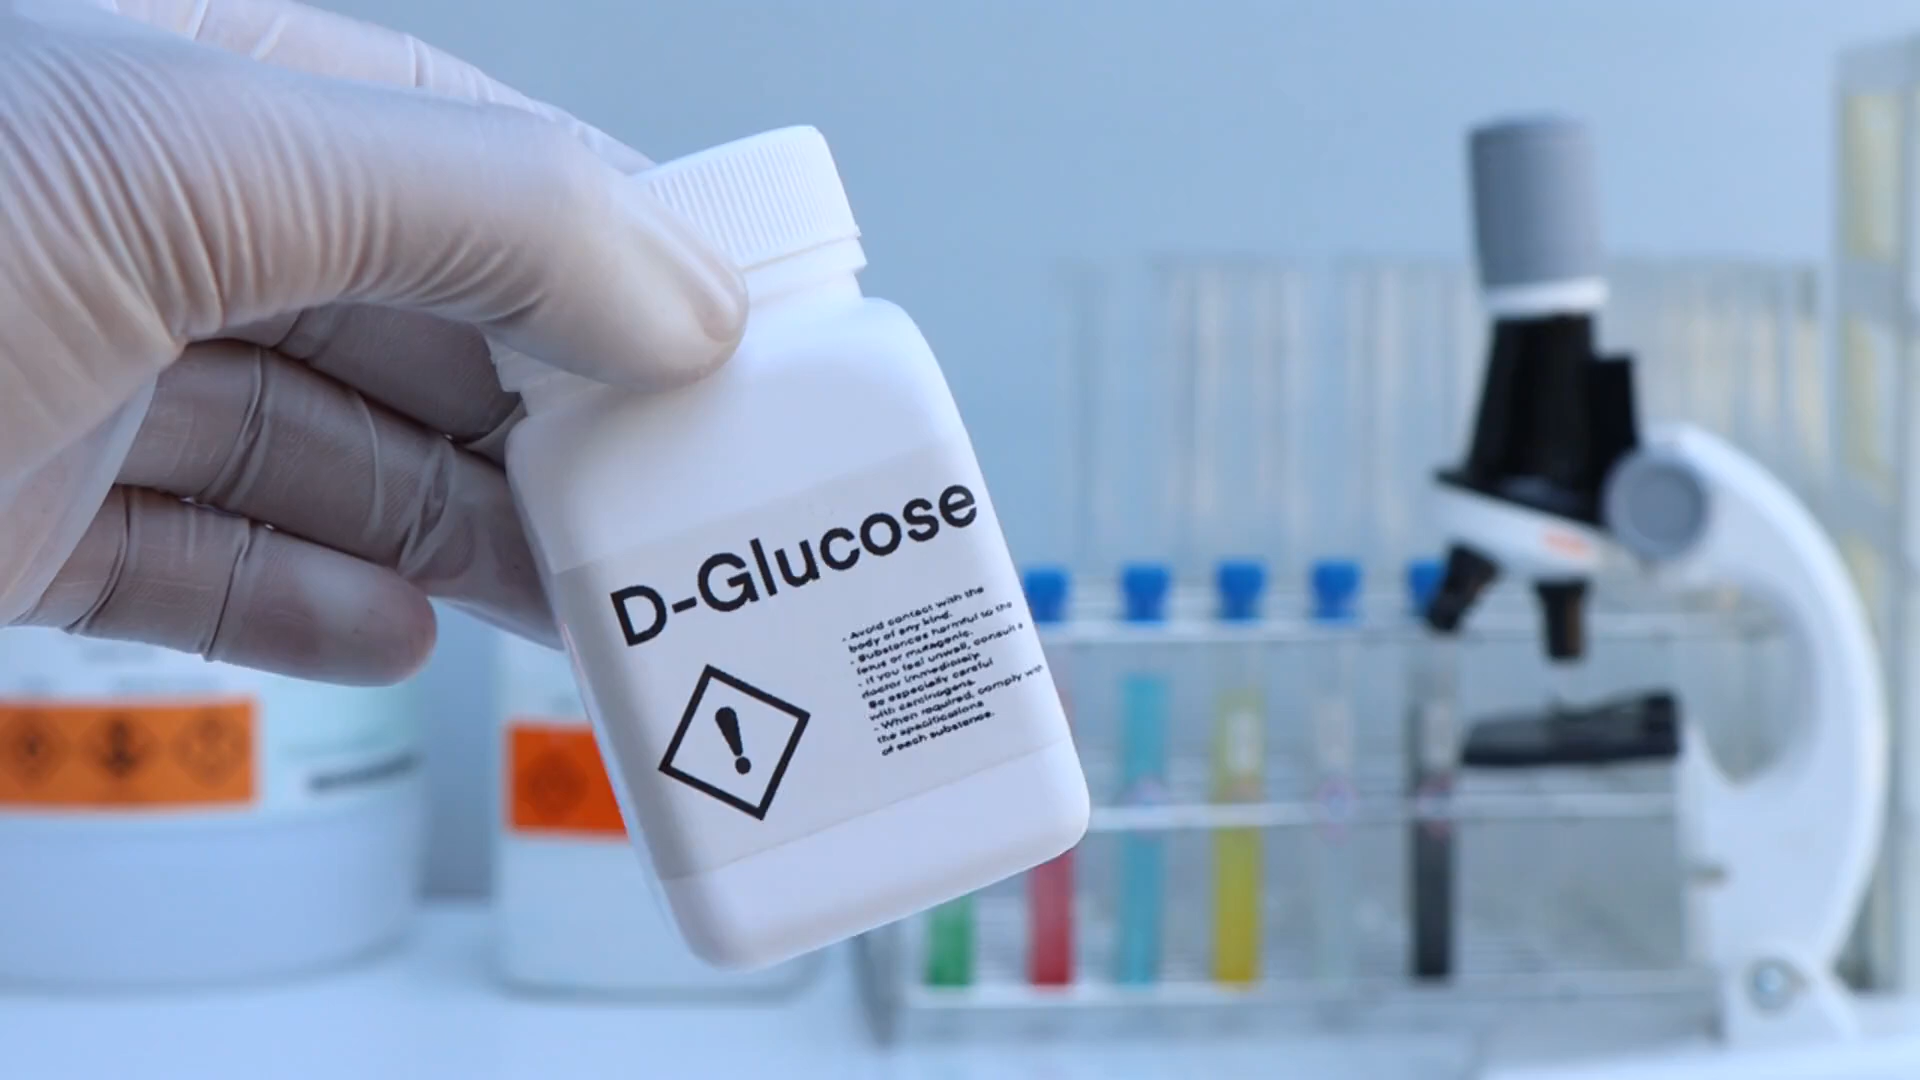 D-Glucose
- Avoid contact with the
body of any kind.
- Substances harmful to the
fetus or mutagenic.
- If you feel unwell, consult a
doctor immediately.
Be especially careful
with carcinogens.
- When required, comply with
the specifications
of each substance.